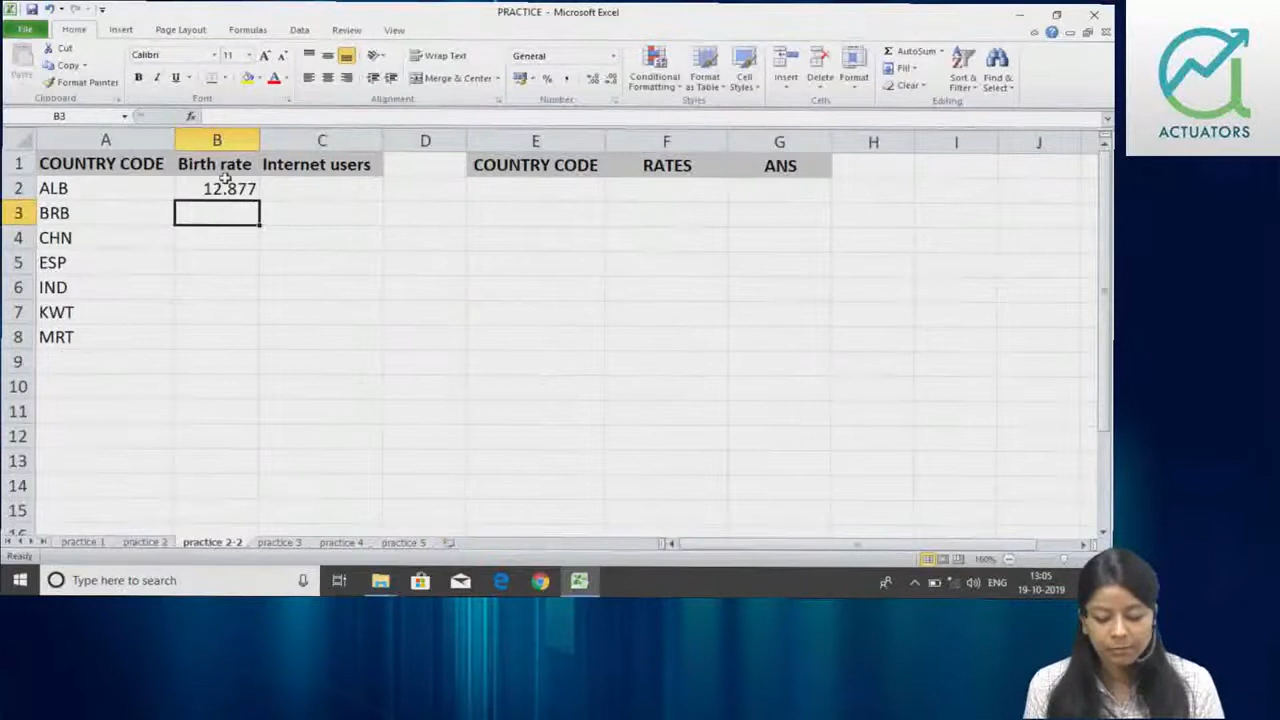 PRACTICE - Microsoft Excel
File Home Insert Page Layout Formulas Data Review View
Cut
Copy
Format Painter
Paste
Clipboard
Calibri 11
B I U
Font
Wrap Text
Merge & Center
Alignment
General
%
Number
Conditional Formatting
Format as Table
Cell Styles
Styles
Insert Delete Format
Cells
Σ AutoSum
Fill
Clear
Sort & Filter
Find & Select
Editing
ACTUATORS
B3 fx
A B C D E F G H I J
1 COUNTRY CODE Birth rate Internet users COUNTRY CODE RATES ANS
2 ALB 12.877
3 BRB
4 CHN
5 ESP
6 IND
7 KWT
8 MRT
9
10
11
12
13
14
15
16
practice 1 practice 2 practice 2-2 practice 3 practice 4 practice 5
Ready 160%
Type here to search
ENG
13:05
19-10-2019